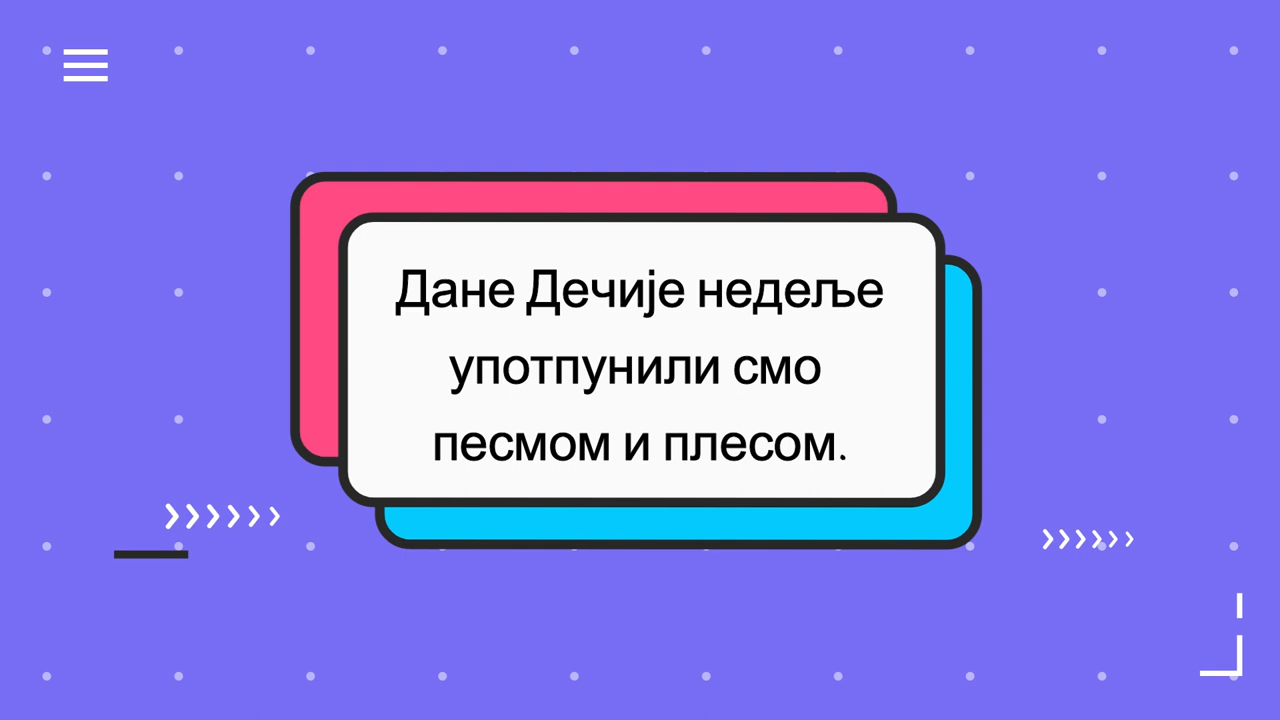 Дане Дечије недеље
употпунили смо
песмом и плесом.